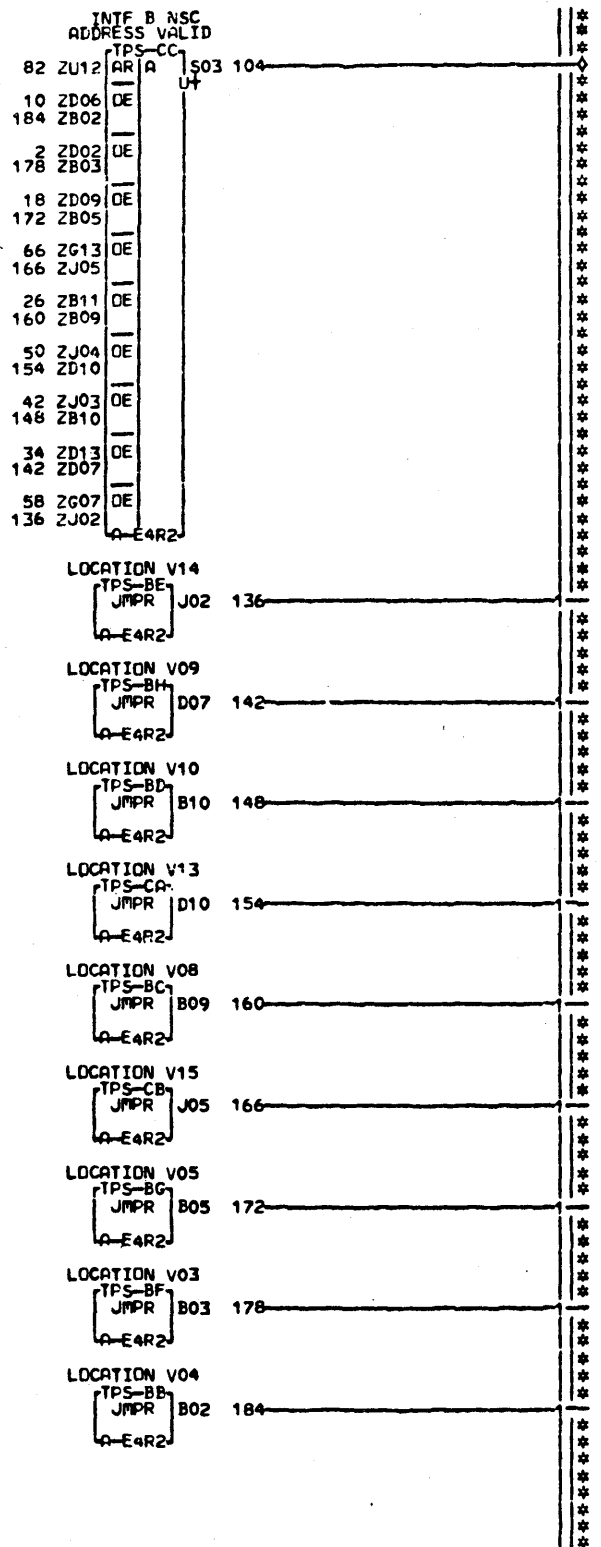 INTF B NSC
ADDRESS VALID
TPS-CC
82 ZU12 AR A S03 104
U+
10 ZD06 OE
184 ZB02
2 ZD02 OE
178 ZB03
18 ZD09 OE
172 ZB05
66 ZG13 OE
166 ZJ05
26 ZB11 OE
160 ZB09
50 ZJ04 OE
154 ZD10
42 ZJ03 OE
148 ZB10
34 ZD13 OE
142 ZD07
58 ZG07 OE
136 ZJ02
A-E4R2
LOCATION V14
TPS-BE
JMPR J02 136
A-E4R2
LOCATION V09
TPS-BH
JMPR D07 142
A-E4R2
LOCATION V10
TPS-BD
JMPR B10 148
A-E4R2
LOCATION V13
TPS-CA
JMPR D10 154
A-E4R2
LOCATION V08
TPS-BC
JMPR B09 160
A-E4R2
LOCATION V15
TPS-CB
JMPR J05 166
A-E4R2
LOCATION V05
TPS-BG
JMPR B05 172
A-E4R2
LOCATION V03
TPS-BF
JMPR B03 178
A-E4R2
LOCATION V04
TPS-BB
JMPR B02 184
A-E4R2